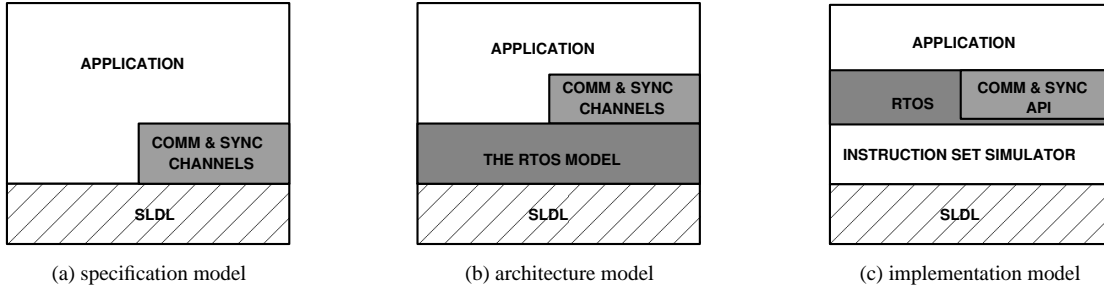 APPLICATION
COMM & SYNC
CHANNELS
SLDL
(a) specification model
APPLICATION
COMM & SYNC
CHANNELS
THE RTOS MODEL
SLDL
(b) architecture model
APPLICATION
RTOS
COMM & SYNC
API
INSTRUCTION SET SIMULATOR
SLDL
(c) implementation model